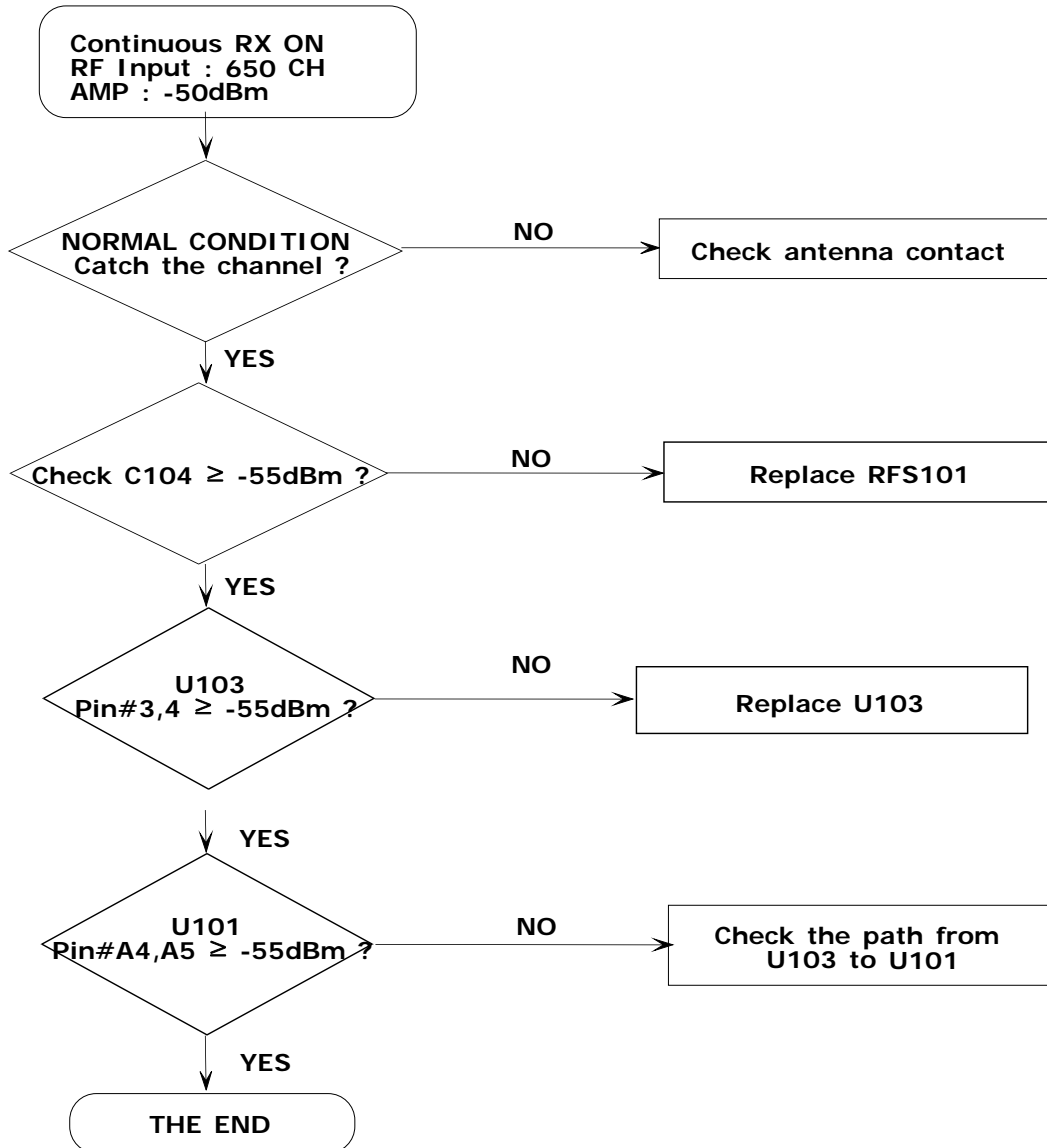 Continuous RX ON
RF Input : 650 CH
AMP : -50dBm
NORMAL CONDITION
Catch the channel ?
NO
Check antenna contact
YES
Check C104 ≥ -55dBm ?
NO
Replace RFS101
YES
U103
Pin#3,4 ≥ -55dBm ?
NO
Replace U103
YES
U101
Pin#A4,A5 ≥ -55dBm ?
NO
Check the path from
U103 to U101
YES
THE END